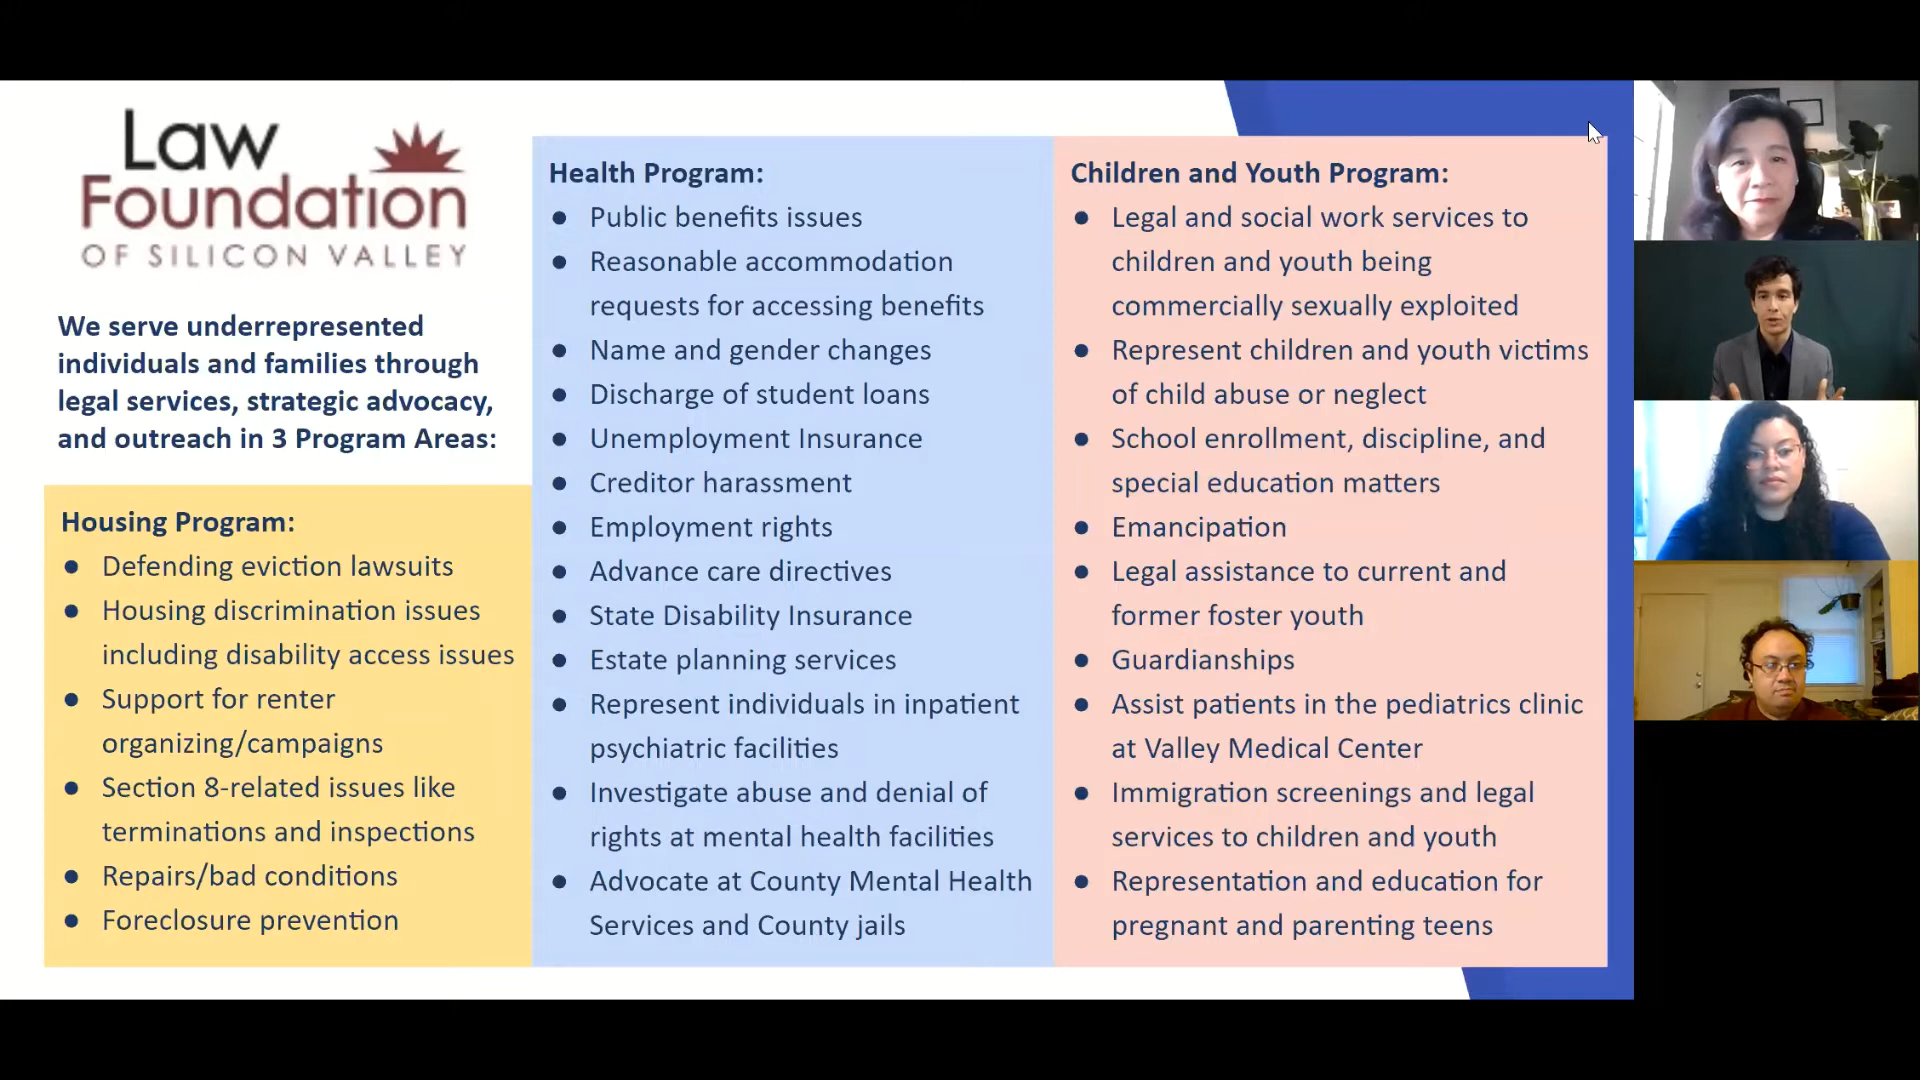 Law
Foundation
OF SILICON VALLEY
We serve underrepresented
individuals and families through
legal services, strategic advocacy,
and outreach in 3 Program Areas:
Housing Program:
● Defending eviction lawsuits
● Housing discrimination issues
including disability access issues
● Support for renter
organizing/campaigns
● Section 8-related issues like
terminations and inspections
● Repairs/bad conditions
● Foreclosure prevention
Health Program:
● Public benefits issues
● Reasonable accommodation
requests for accessing benefits
● Name and gender changes
● Discharge of student loans
● Unemployment Insurance
● Creditor harassment
● Employment rights
● Advance care directives
● State Disability Insurance
● Estate planning services
● Represent individuals in inpatient
psychiatric facilities
● Investigate abuse and denial of
rights at mental health facilities
● Advocate at County Mental Health
Services and County jails
Children and Youth Program:
● Legal and social work services to
children and youth being
commercially sexually exploited
● Represent children and youth victims
of child abuse or neglect
● School enrollment, discipline, and
special education matters
● Emancipation
● Legal assistance to current and
former foster youth
● Guardianships
● Assist patients in the pediatrics clinic
at Valley Medical Center
● Immigration screenings and legal
services to children and youth
● Representation and education for
pregnant and parenting teens